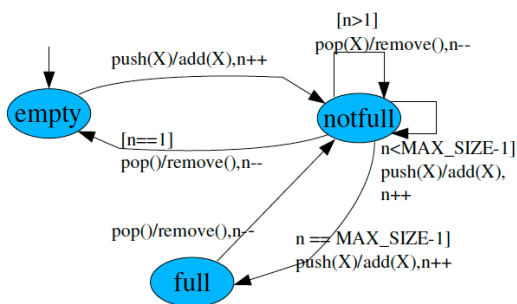 [n>1]
pop(X)/remove(),n--
push(X)/add(X),n++
empty
notfull
[n==1]
pop()/remove(),n--
n<MAX_SIZE-1]
push(X)/add(X),
n++
pop()/remove(),n--
n == MAX_SIZE-1]
push(X)/add(X),n++
full